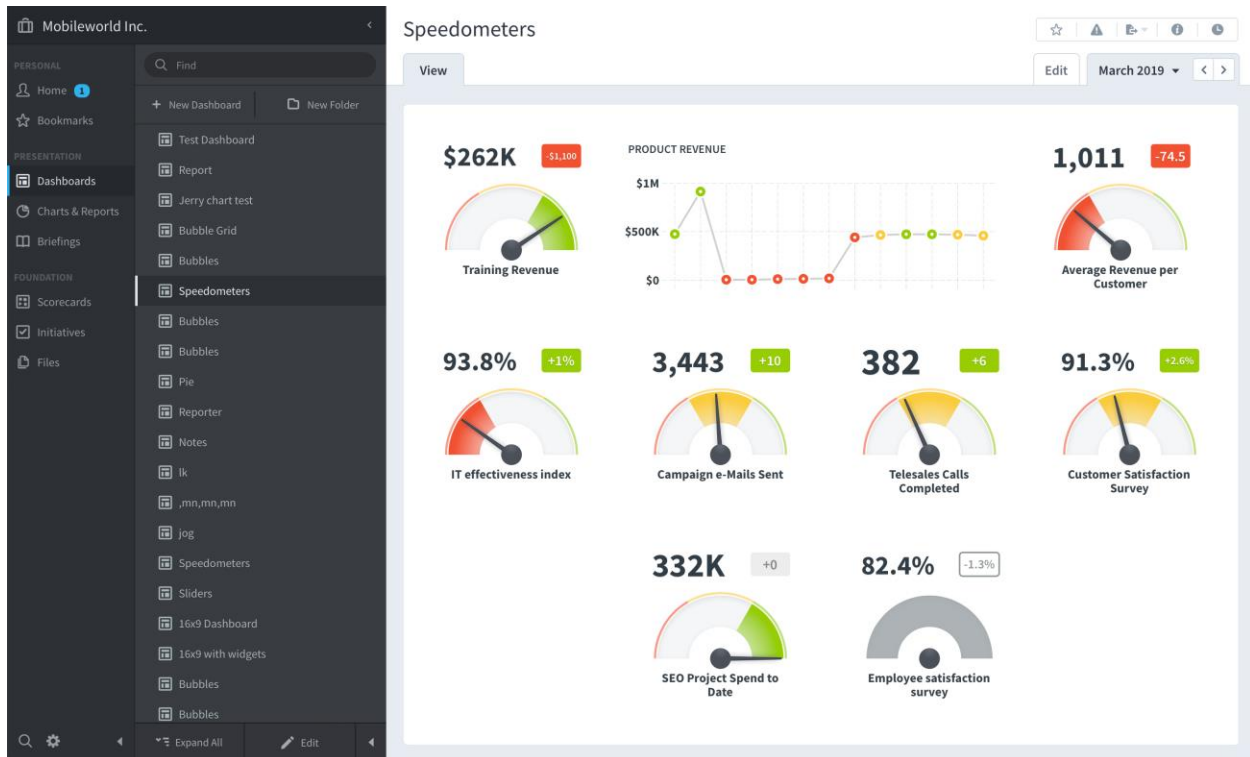 Mobileworld Inc.
PERSONAL
Home 1
Bookmarks
PRESENTATION
Dashboards
Charts & Reports
Briefings
FOUNDATION
Scorecards
Initiatives
Files
Find
+ New Dashboard
New Folder
Test Dashboard
Report
Jerry chart test
Bubble Grid
Bubbles
Speedometers
Bubbles
Bubbles
Pie
Reporter
Notes
lk
,mn,mn,mn
jog
Speedometers
Sliders
16x9 Dashboard
16x9 with widgets
Bubbles
Bubbles
Expand All
Edit
Speedometers
View
Edit
March 2019
$262K
-$1,100
Training Revenue
PRODUCT REVENUE
$1M
$500K
$0
1,011
-74.5
Average Revenue per
Customer
93.8%
+1%
IT effectiveness index
3,443
+10
Campaign e-Mails Sent
382
+6
Telesales Calls
Completed
91.3%
+2.6%
Customer Satisfaction
Survey
332K
+0
SEO Project Spend to
Date
82.4%
-1.3%
Employee satisfaction
survey